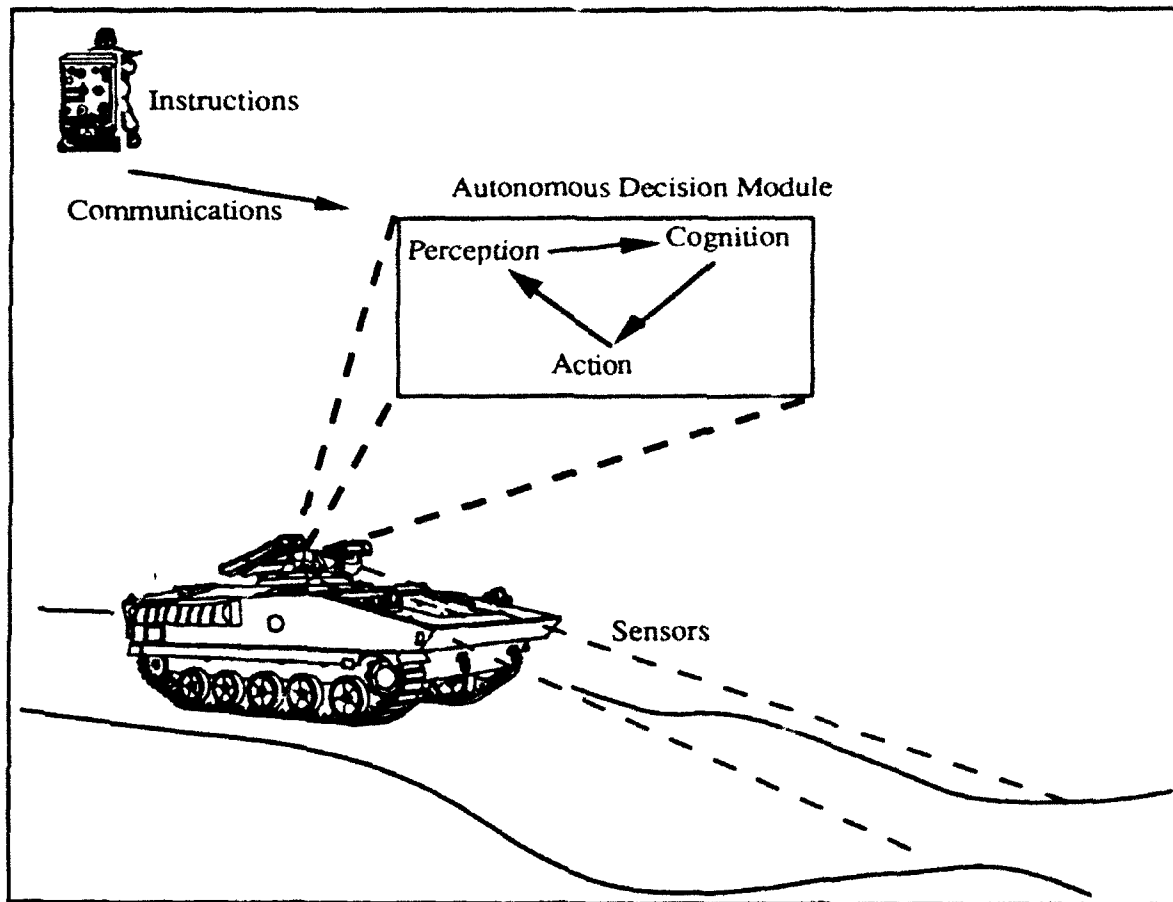 Instructions
Communications
Autonomous Decision Module
Perception
Cognition
Action
Sensors